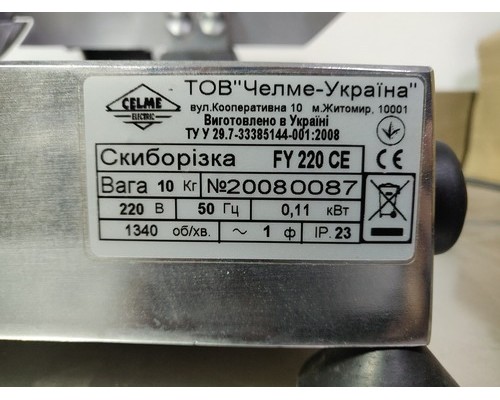 CELME
ELECTRIC
ТОВ"Челме-Україна"
вул.Кооперативна 10 м.Житомир, 10001
Виготовлено в Україні
ТУ У 29.7-33385144-001:2008
Скиборізка FY 220 CE
CE
Вага 10 Кг №20080087
220 В 50 Гц 0,11 кВт
1340 об/хв. ~ 1 ф IP. 23